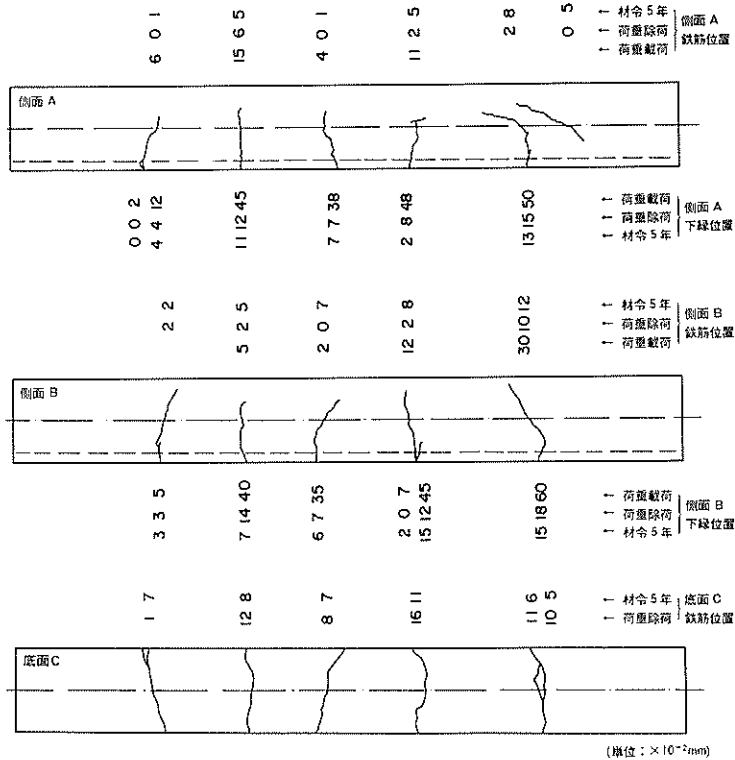 6 0 1
15 6 5
4 0 1
11 2 5
2 8
0 5
← 材令5年
← 荷重除荷
← 荷重載荷
側面 A
鉄筋位置
側面 A
0 0 2
4 4 12
11 12 45
7 7 38
2 8 48
13 15 50
← 荷重載荷
← 荷重除荷
← 材令5年
側面 A
下縁位置
2 2
5 2 5
2 0 7
12 2 8
30 10 12
← 材令5年
← 荷重除荷
← 荷重載荷
側面 B
鉄筋位置
側面 B
3 3 5
7 14 40
6 7 35
2 0 7
15 12 45
15 18 60
← 荷重載荷
← 荷重除荷
← 材令5年
側面 B
下縁位置
1 7
12 8
8 7
16 11
11 6
10 5
← 材令5年
← 荷重除荷
底面 C
鉄筋位置
底面C
(単位：×10⁻²mm)